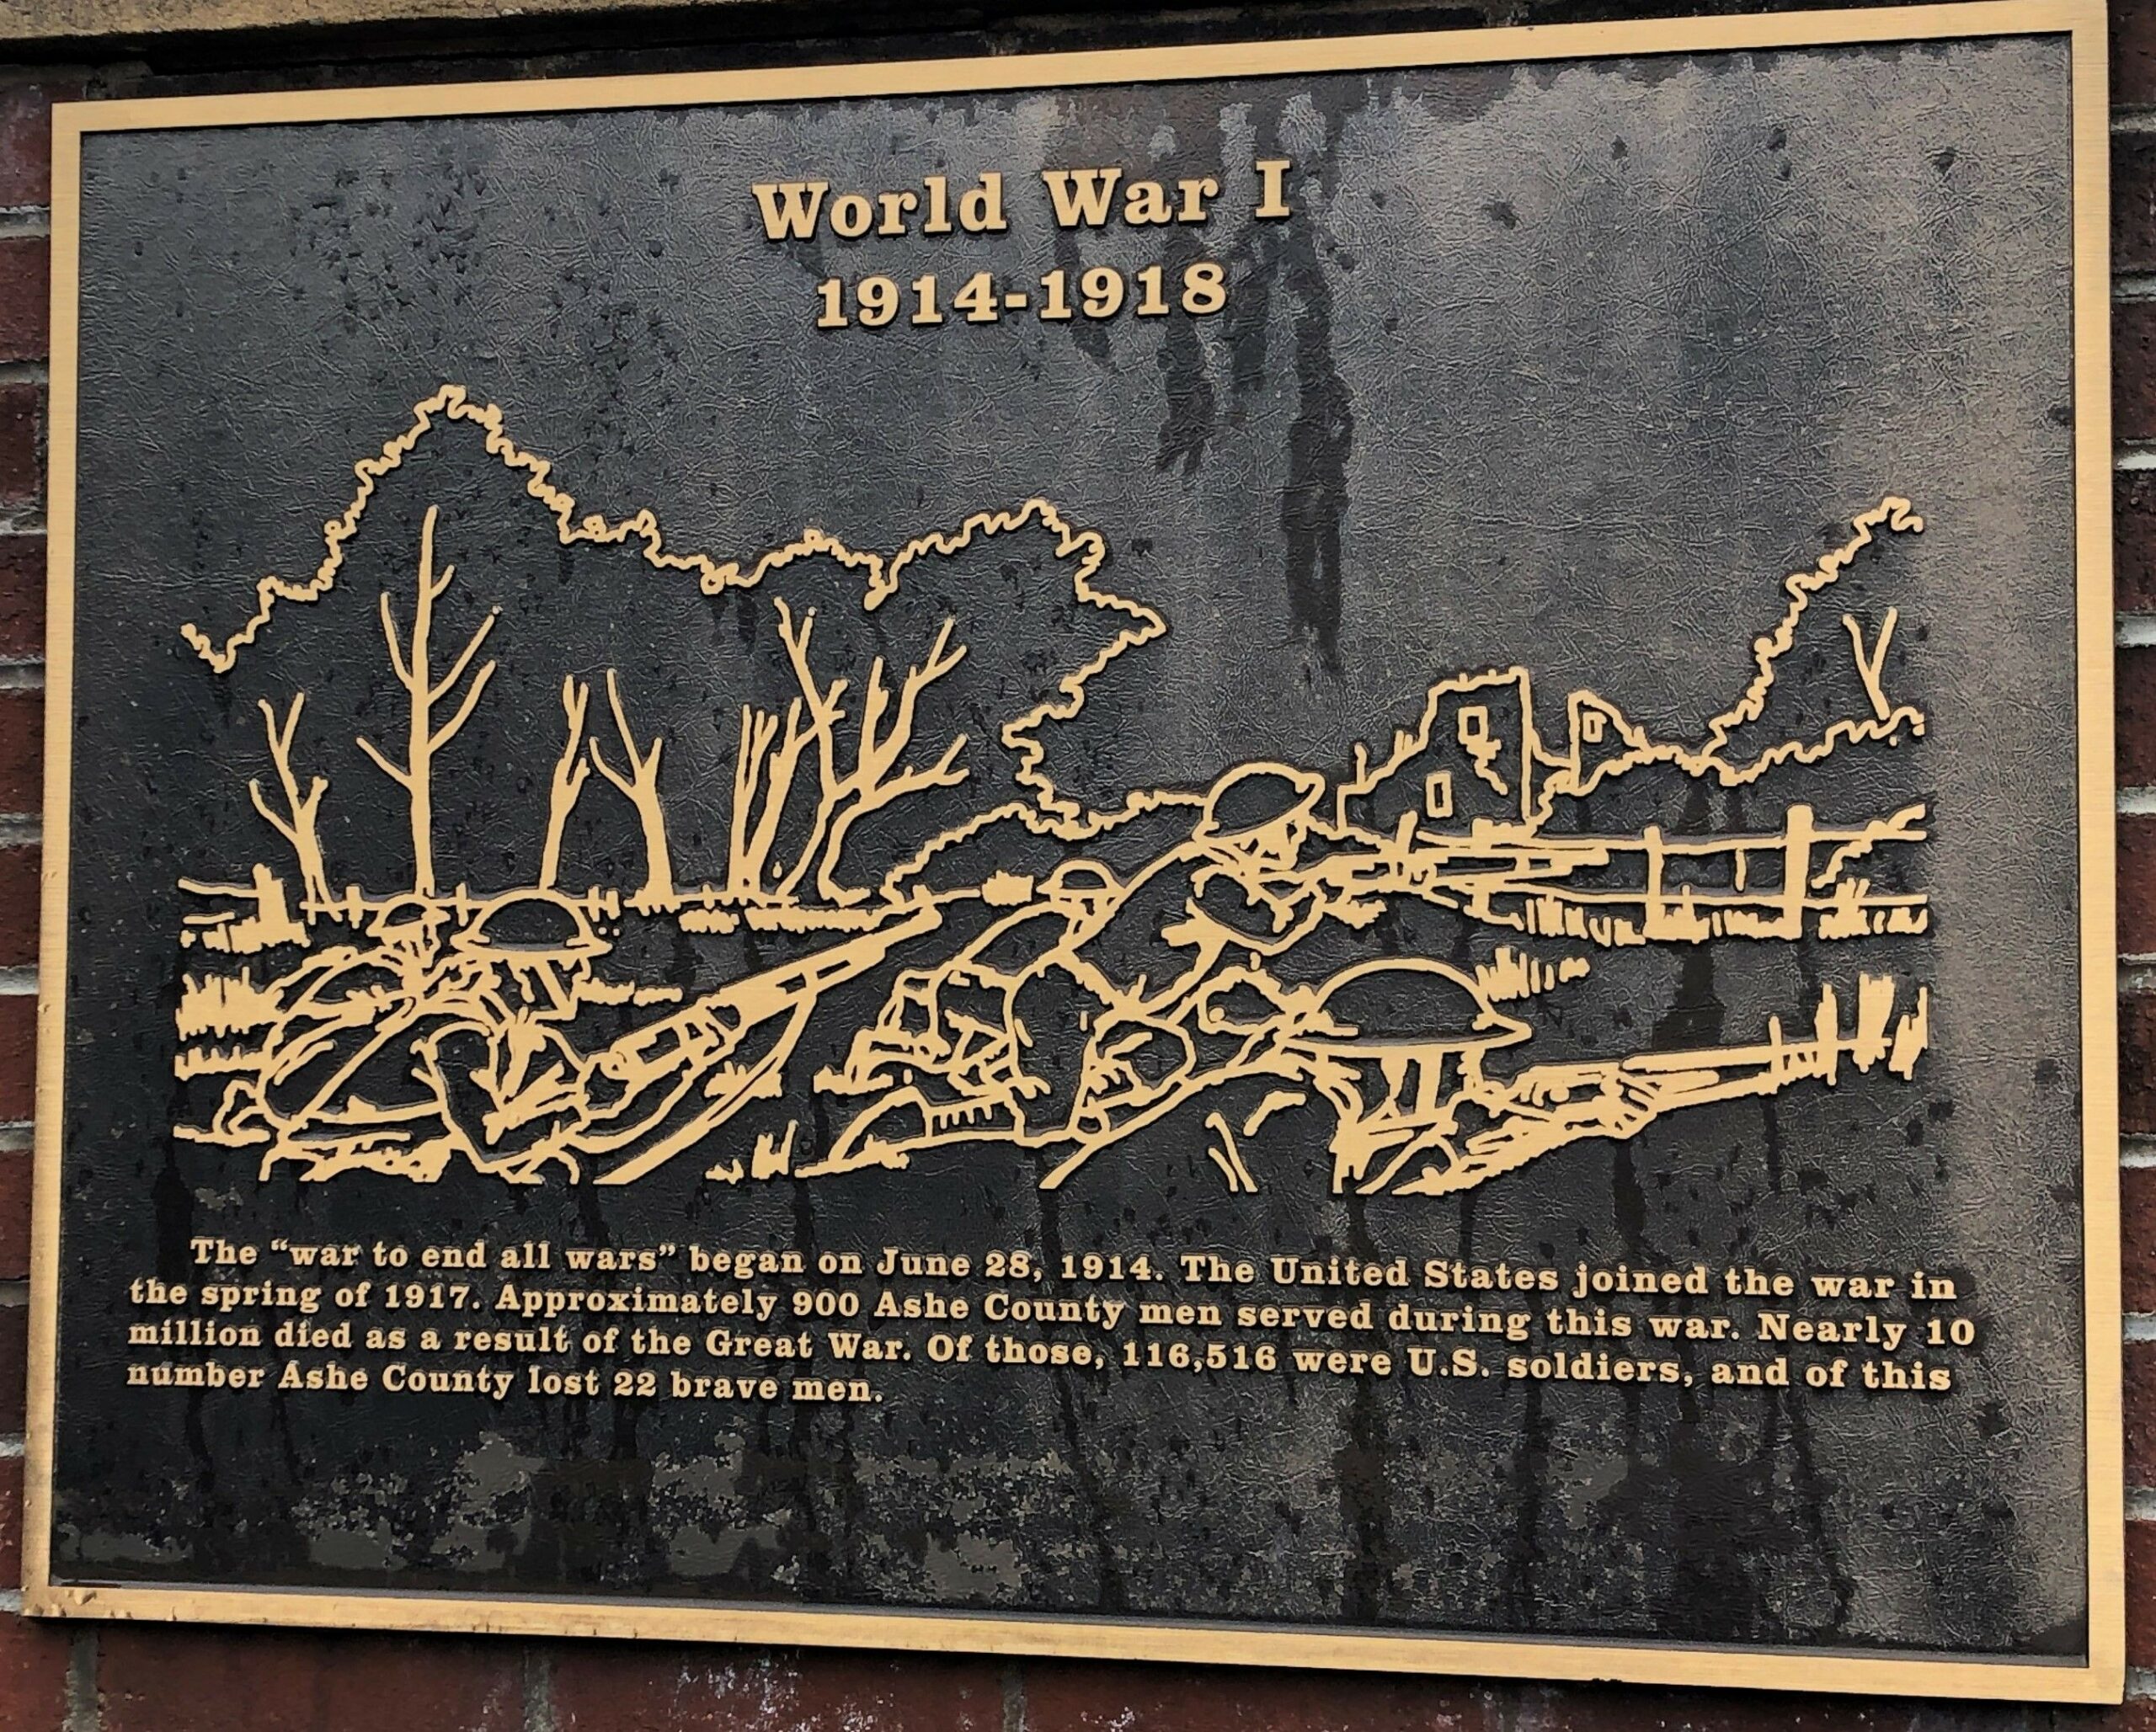 World War I
1914-1918
The “war to end all wars” began on June 28, 1914. The United States joined the war in
the spring of 1917. Approximately 900 Ashe County men served during this war. Nearly 10
million died as a result of the Great War. Of those, 116,516 were U.S. soldiers, and of this
number Ashe County lost 22 brave men.